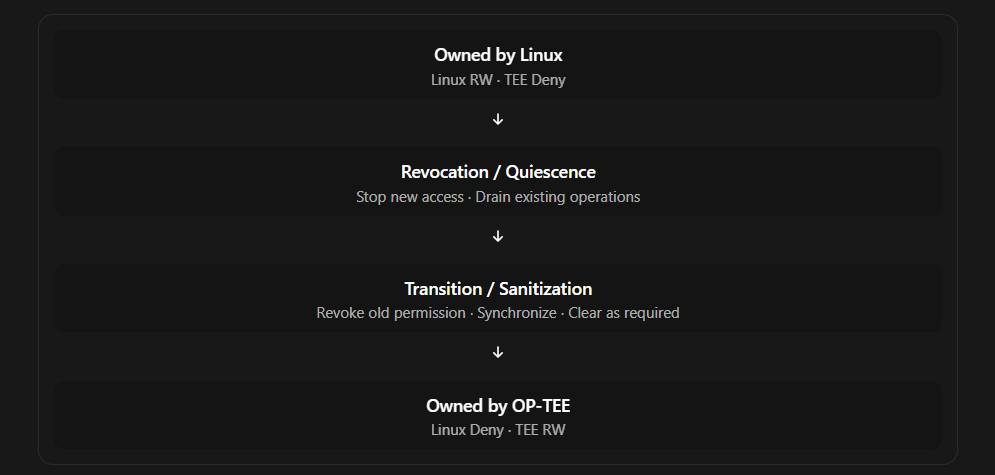 Owned by Linux
Linux RW · TEE Deny
↓
Revocation / Quiescence
Stop new access · Drain existing operations
↓
Transition / Sanitization
Revoke old permission · Synchronize · Clear as required
↓
Owned by OP-TEE
Linux Deny · TEE RW